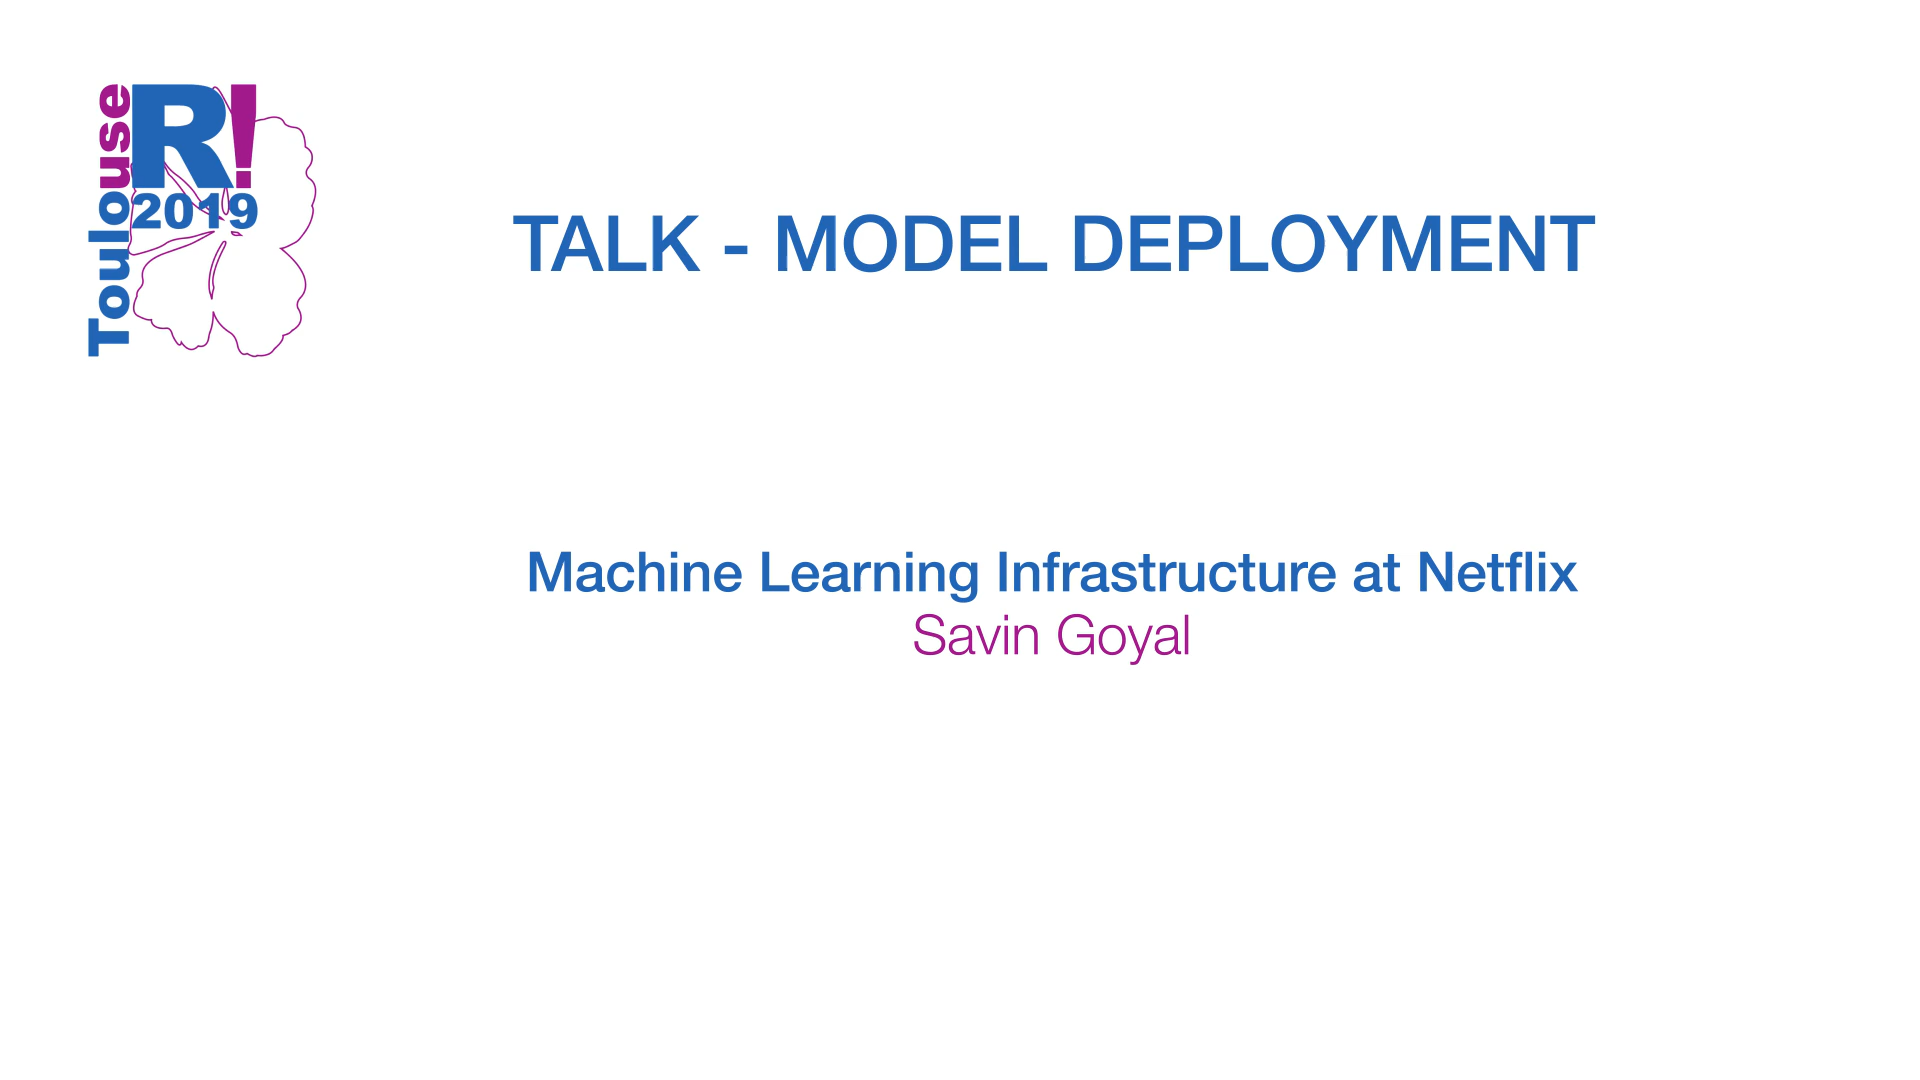 Toulouse
R!
2019
TALK - MODEL DEPLOYMENT
Machine Learning Infrastructure at Netflix
Savin Goyal